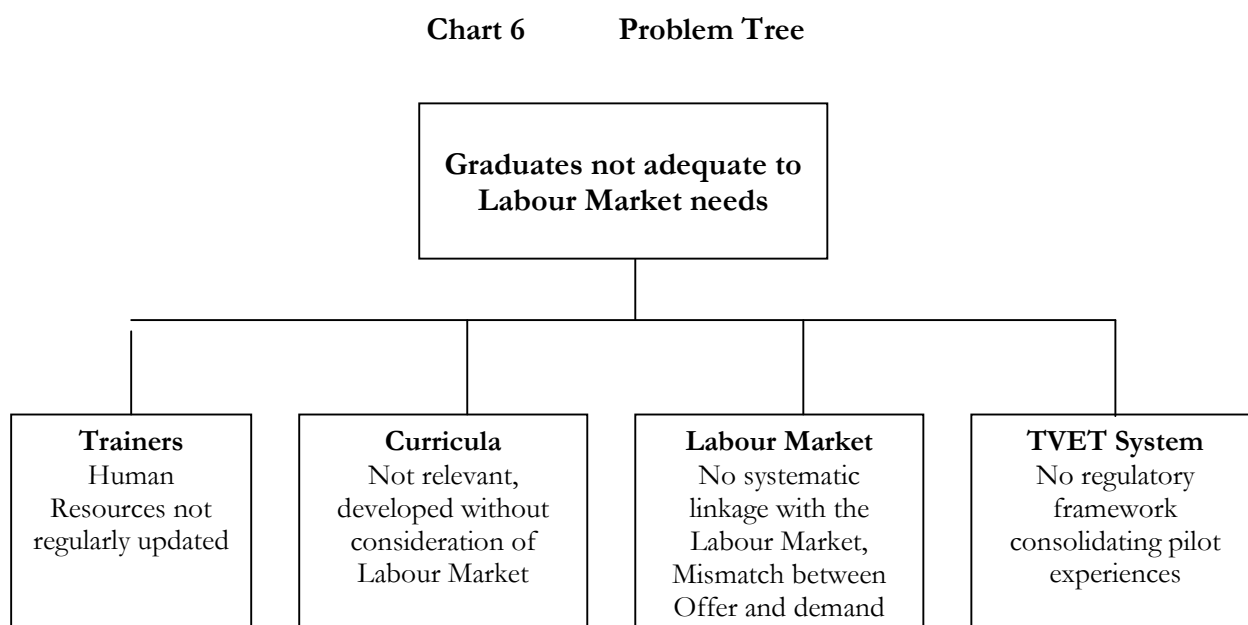 Chart 6 Problem Tree
Graduates not adequate to
Labour Market needs
Trainers
Human
Resources not
regularly updated
Curricula
Not relevant,
developed without
consideration of
Labour Market
Labour Market
No systematic
linkage with the
Labour Market,
Mismatch between
Offer and demand
TVET System
No regulatory
framework
consolidating pilot
experiences